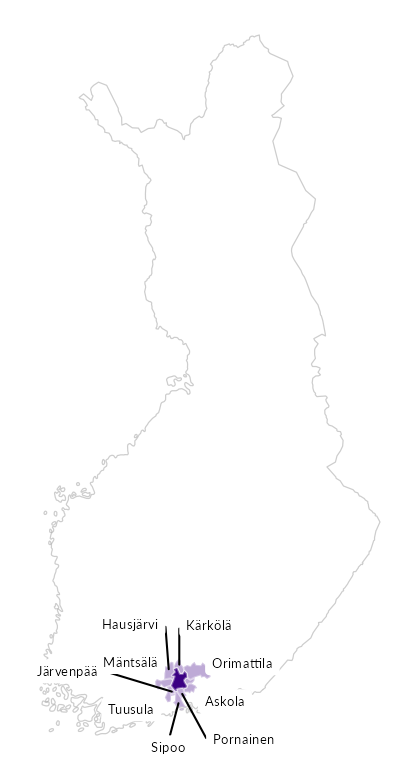 Hausjärvi
Kärkölä
Mäntsälä
Orimattila
Järvenpää
Askola
Tuusula
Pornainen
Sipoo